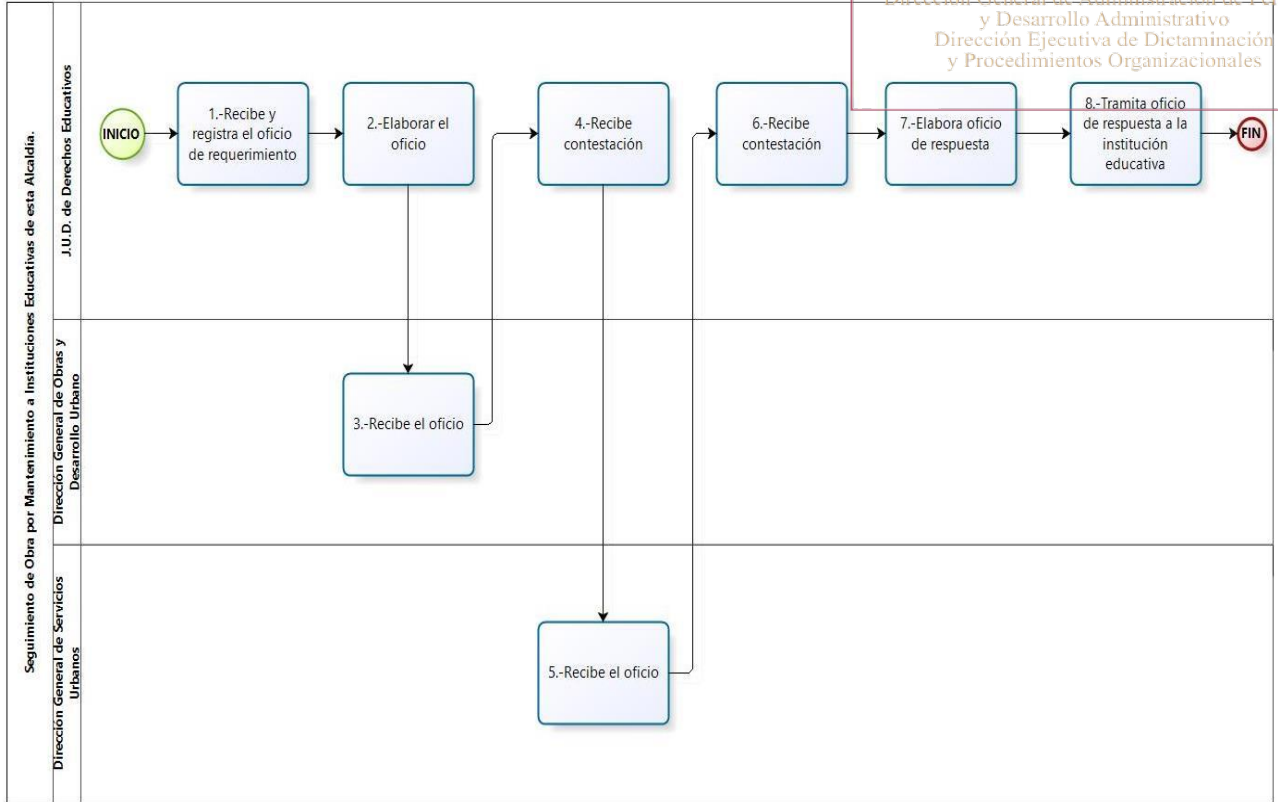 y Desarrollo Administrativo
Dirección Ejecutiva de Dictaminación
y Procedimientos Organizacionales
Seguimiento de Obra por Mantenimiento a Instituciones Educativas de esta Alcaldía.
J.U.D. de Derechos Educativos
INICIO
1.-Recibe y
registra el oficio
de requerimiento
2.-Elaborar el
oficio
4.-Recibe
contestación
6.-Recibe
contestación
7.-Elabora oficio
de respuesta
8.-Tramita oficio
de respuesta a la
institución
educativa
FIN
Dirección General de Obras y
Desarrollo Urbano
3.-Recibe el oficio
Dirección General de Servicios
Urbanos
5.-Recibe el oficio